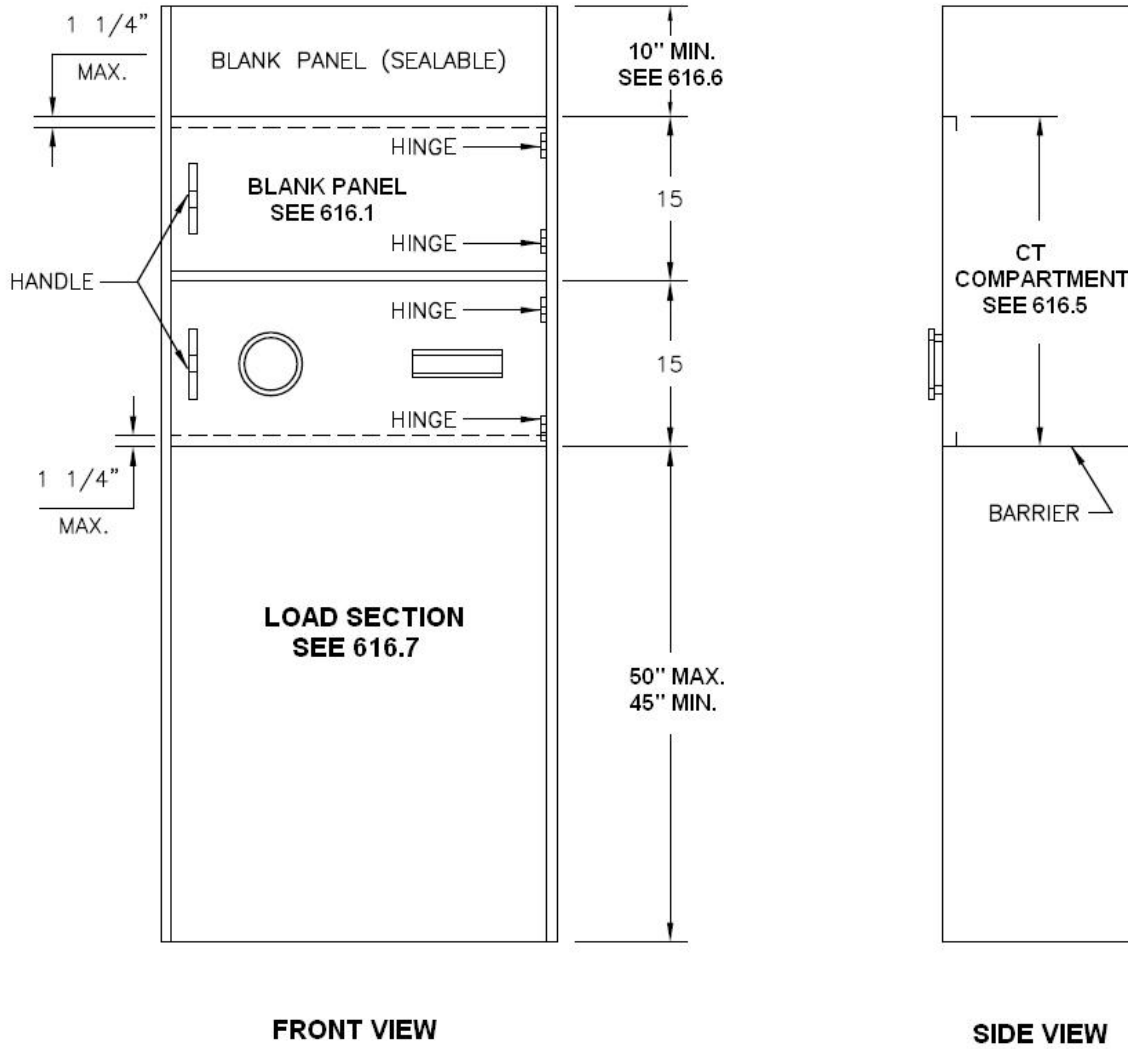 1 1/4”
MAX.
BLANK PANEL (SEALABLE)
10" MIN.
SEE 616.6
HINGE
BLANK PANEL
SEE 616.1
15
HINGE
HANDLE
CT
COMPARTMENT
SEE 616.5
HINGE
15
HINGE
1 1/4”
MAX.
BARRIER
LOAD SECTION
SEE 616.7
50" MAX.
45" MIN.
FRONT VIEW
SIDE VIEW